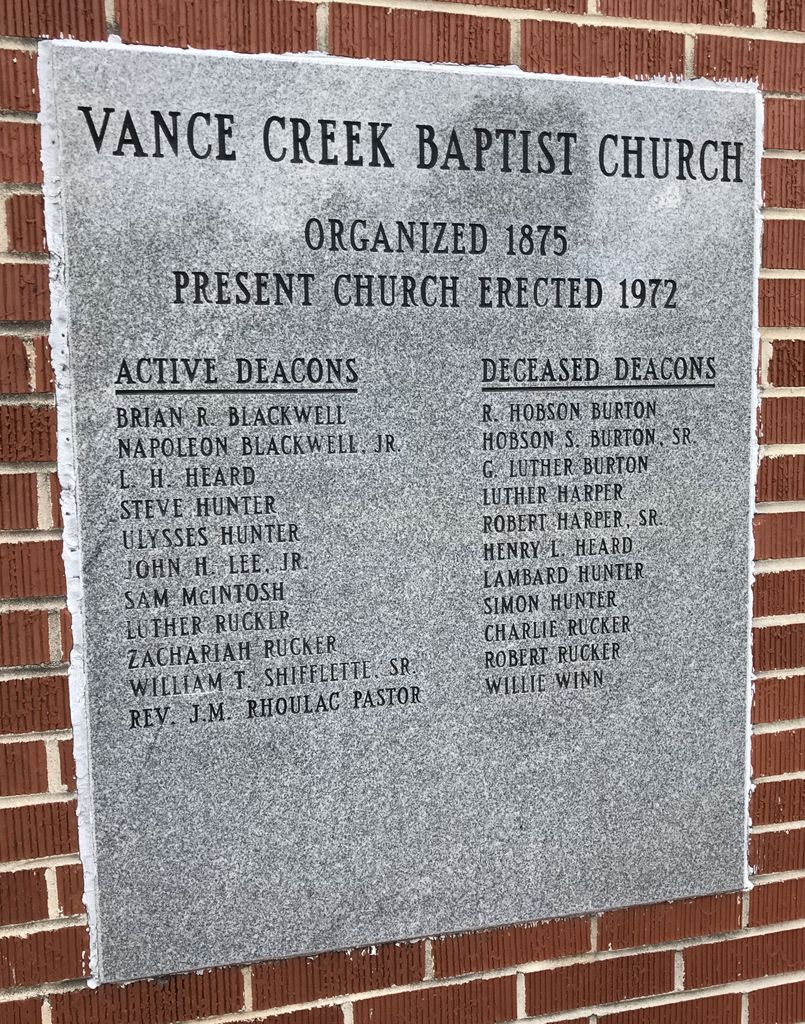 VANCE CREEK BAPTIST CHURCH
ORGANIZED 1875
PRESENT CHURCH ERECTED 1972
ACTIVE DEACONS
BRIAN R. BLACKWELL
NAPOLEON BLACKWELL, JR.
L. H. HEARD
STEVE HUNTER
ULYSSES HUNTER
JOHN H. LEE, JR.
SAM McINTOSH
LUTHER RUCKER
ZACHARIAH RUCKER
WILLIAM T. SHIFFLETTE, SR.
REV. J.M. RHOULAC PASTOR
DECEASED DEACONS
R. HOBSON BURTON
HOBSON S. BURTON, SR.
G. LUTHER BURTON
LUTHER HARPER
ROBERT HARPER, SR.
HENRY L. HEARD
LAMBARD HUNTER
SIMON HUNTER
CHARLIE RUCKER
ROBERT RUCKER
WILLIE WINN